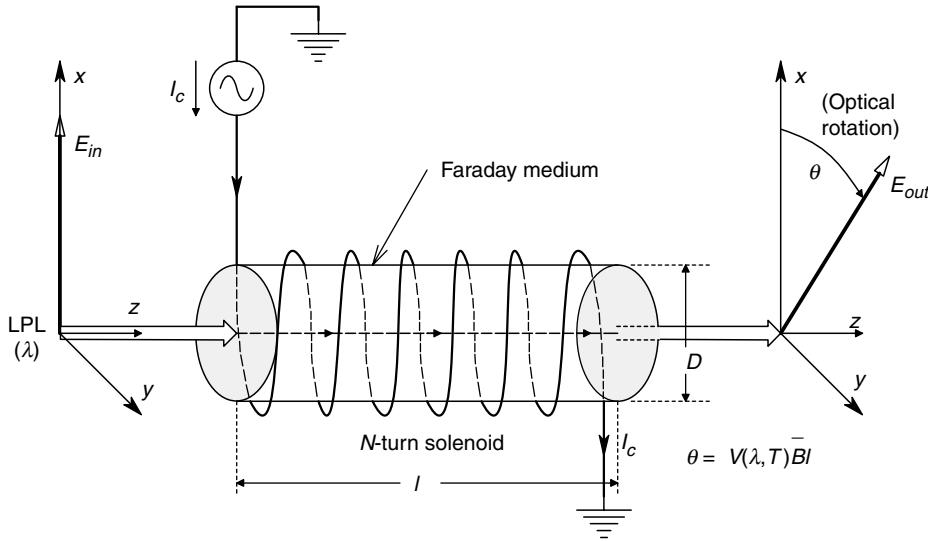 x
I_c
E_in
LPL
(λ)
z
y
Faraday medium
N-turn solenoid
l
I_c
D
x
(Optical
rotation)
θ
E_out
z
y
θ = V(λ,T)B̅l